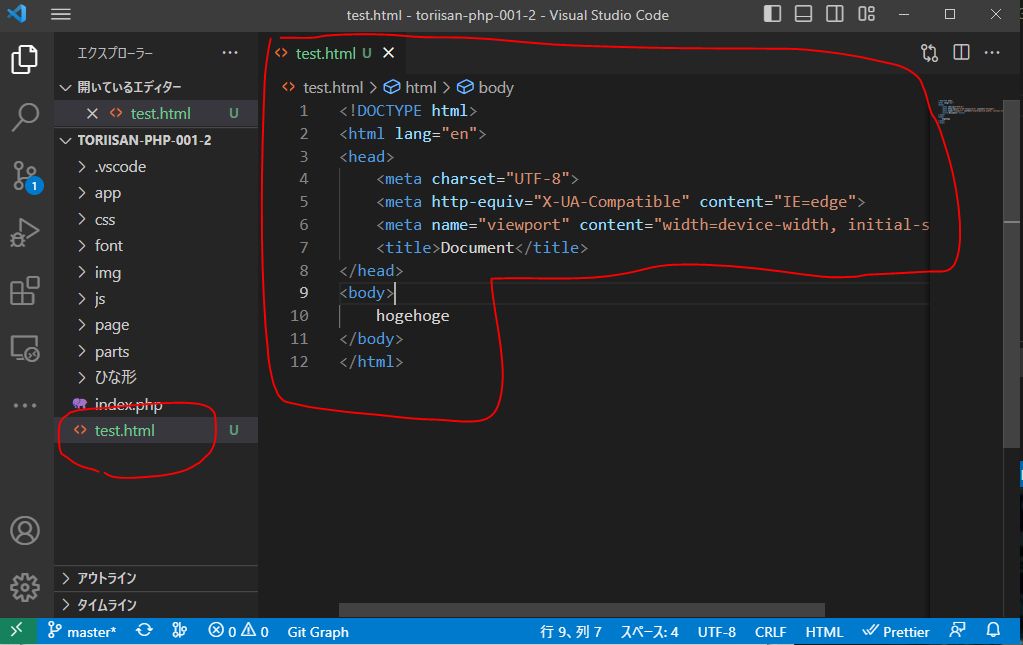 test.html - toriisan-php-001-2 - Visual Studio Code
エクスプローラー
開いているエディター
test.html U
TORIISAN-PHP-001-2
.vscode
app
css
font
img
js
page
parts
ひな形
index.php
test.html U
アウトライン
タイムライン
test.html U
test.html > html > body
1 <!DOCTYPE html>
2 <html lang="en">
3 <head>
4 <meta charset="UTF-8">
5 <meta http-equiv="X-UA-Compatible" content="IE=edge">
6 <meta name="viewport" content="width=device-width, initial-s
7 <title>Document</title>
8 </head>
9 <body>
10 hogehoge
11 </body>
12 </html>
1
master* 0 0 Git Graph 行 9、列 7 スペース: 4 UTF-8 CRLF HTML Prettier